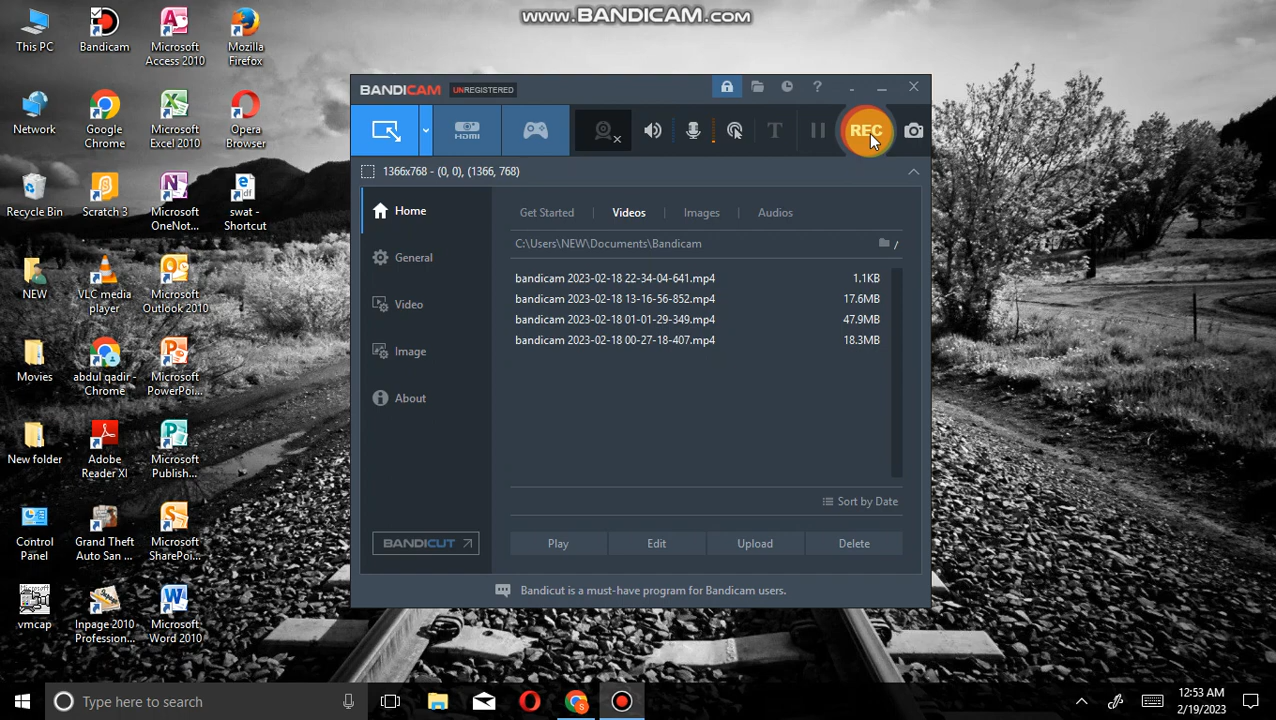 www.BANDICAM.com
This PC
Bandicam
Microsoft
Access 2010
Mozilla
Firefox
Network
Google
Chrome
Microsoft
Excel 2010
Opera
Browser
Recycle Bin
Scratch 3
Microsoft
OneNot...
swat -
Shortcut
NEW
VLC media
player
Microsoft
Outlook 2010
Movies
abdul qadir -
Chrome
Microsoft
PowerPoi...
New folder
Adobe
Reader XI
Microsoft
Publish...
Control
Panel
Grand Theft
Auto San ...
Microsoft
SharePoi...
vmcap
Inpage 2010
Profession...
Microsoft
Word 2010
BANDICAM UNREGISTERED
HDMI
T
REC
1366x768 - (0, 0), (1366, 768)
Home
General
Video
Image
About
BANDICUT
Get Started
Videos
Images
Audios
C:\Users\NEW\Documents\Bandicam
/
bandicam 2023-02-18 22-34-04-641.mp4 1.1KB
bandicam 2023-02-18 13-16-56-852.mp4 17.6MB
bandicam 2023-02-18 01-01-29-349.mp4 47.9MB
bandicam 2023-02-18 00-27-18-407.mp4 18.3MB
Sort by Date
Play Edit Upload Delete
Bandicut is a must-have program for Bandicam users.
Type here to search
12:53 AM
2/19/2023